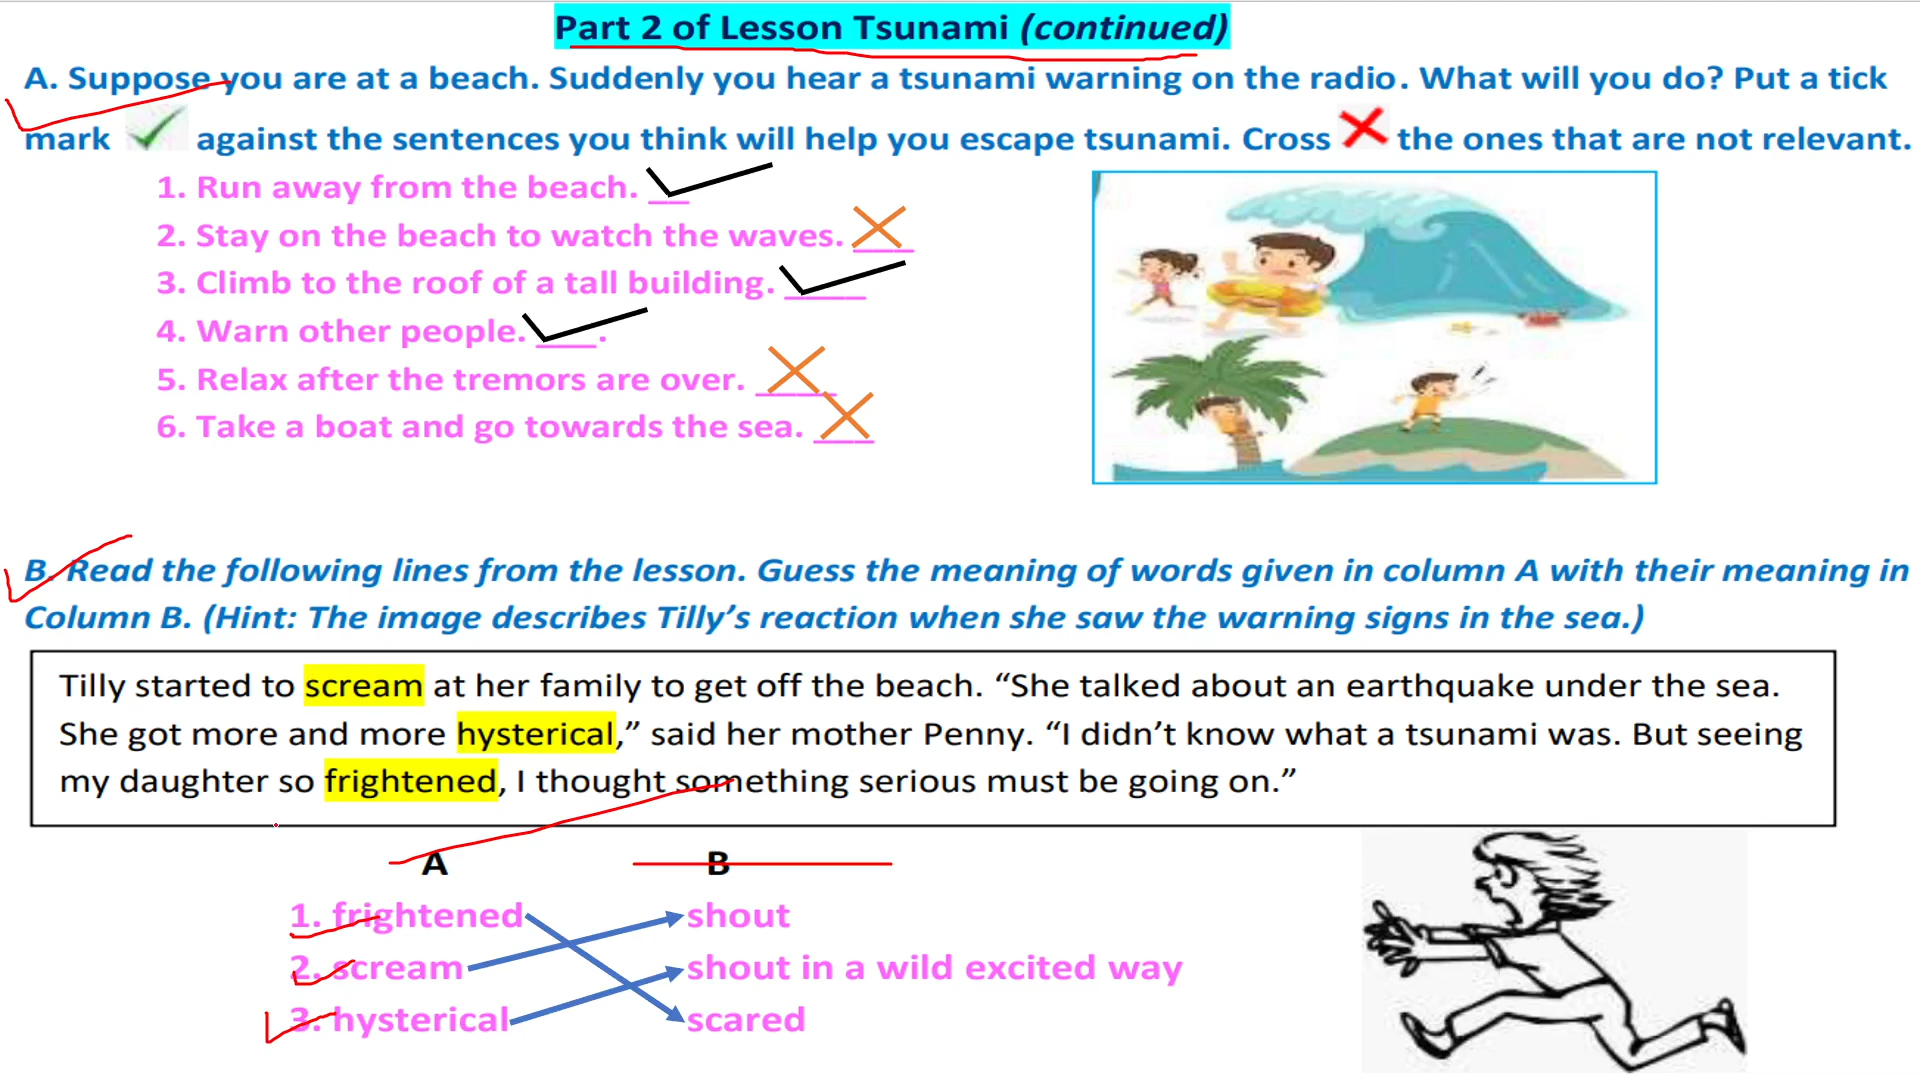 Part 2 of Lesson Tsunami (continued)
A. Suppose you are at a beach. Suddenly you hear a tsunami warning on the radio. What will you do? Put a tick
mark against the sentences you think will help you escape tsunami. Cross the ones that are not relevant.
1. Run away from the beach. __
2. Stay on the beach to watch the waves. ___
3. Climb to the roof of a tall building. ____
4. Warn other people. ___.
5. Relax after the tremors are over. ____
6. Take a boat and go towards the sea. ___
B. Read the following lines from the lesson. Guess the meaning of words given in column A with their meaning in
Column B. (Hint: The image describes Tilly’s reaction when she saw the warning signs in the sea.)
Tilly started to scream at her family to get off the beach. “She talked about an earthquake under the sea.
She got more and more hysterical,” said her mother Penny. “I didn’t know what a tsunami was. But seeing
my daughter so frightened, I thought something serious must be going on.”
A B
1. frightened shout
2. scream shout in a wild excited way
3. hysterical scared